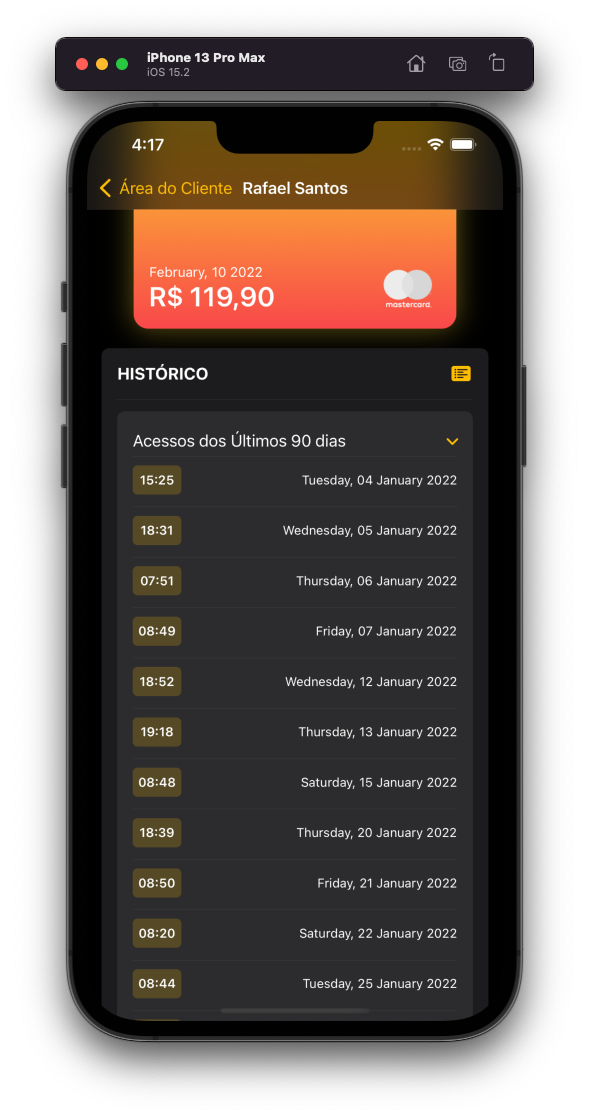 iPhone 13 Pro Max
iOS 15.2
4:17
Área do Cliente Rafael Santos
February, 10 2022
R$ 119,90
mastercard.
HISTÓRICO
Acessos dos Últimos 90 dias
15:25 Tuesday, 04 January 2022
18:31 Wednesday, 05 January 2022
07:51 Thursday, 06 January 2022
08:49 Friday, 07 January 2022
18:52 Wednesday, 12 January 2022
19:18 Thursday, 13 January 2022
08:48 Saturday, 15 January 2022
18:39 Thursday, 20 January 2022
08:50 Friday, 21 January 2022
08:20 Saturday, 22 January 2022
08:44 Tuesday, 25 January 2022